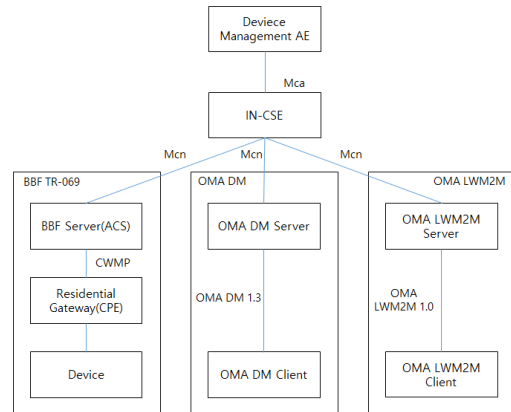 Deviece
Management AE
Mca
IN-CSE
Mcn
Mcn
Mcn
BBF TR-069
OMA DM
OMA LWM2M
BBF Server(ACS)
OMA DM Server
OMA LWM2M
Server
CWMP
Residential
Gateway(CPE)
OMA DM 1.3
OMA
LWM2M 1.0
Device
OMA DM Client
OMA LWM2M
Client